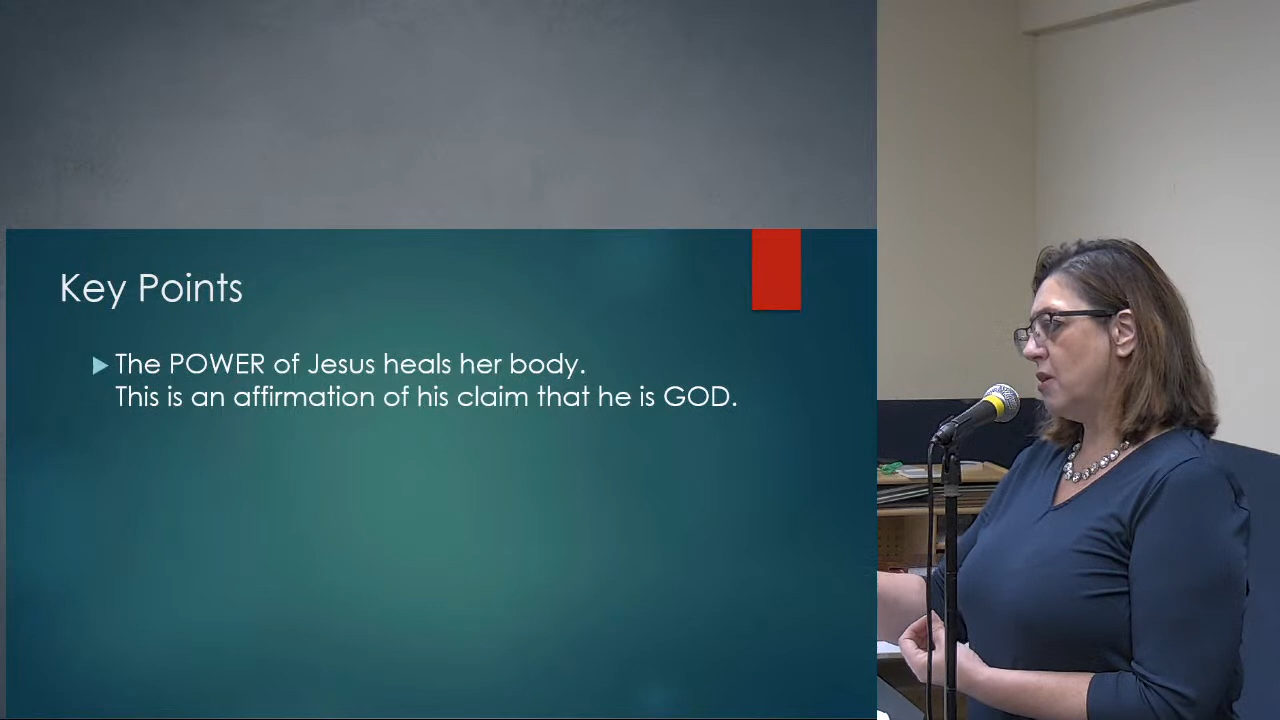 Key Points
The POWER of Jesus heals her body.
This is an affirmation of his claim that he is GOD.